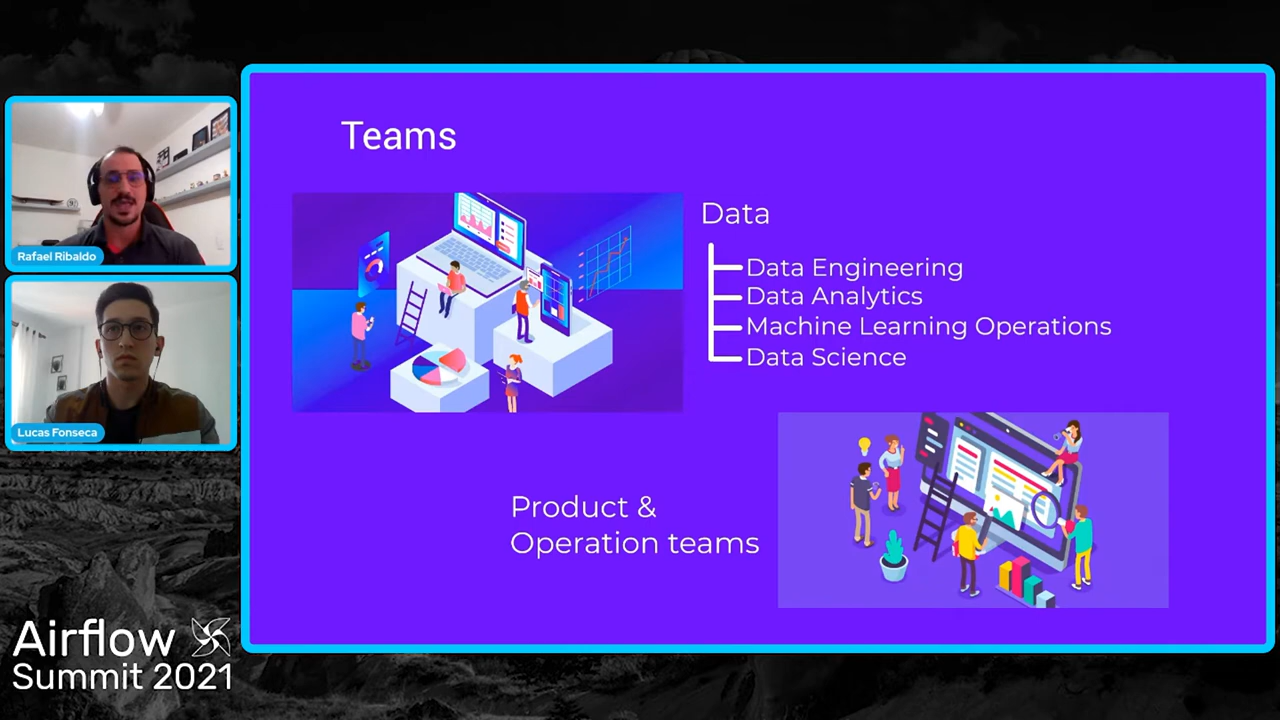 Teams
Data
Data Engineering
Data Analytics
Machine Learning Operations
Data Science
Product &
Operation teams
Rafael Ribaldo
Lucas Fonseca
Airflow
Summit 2021